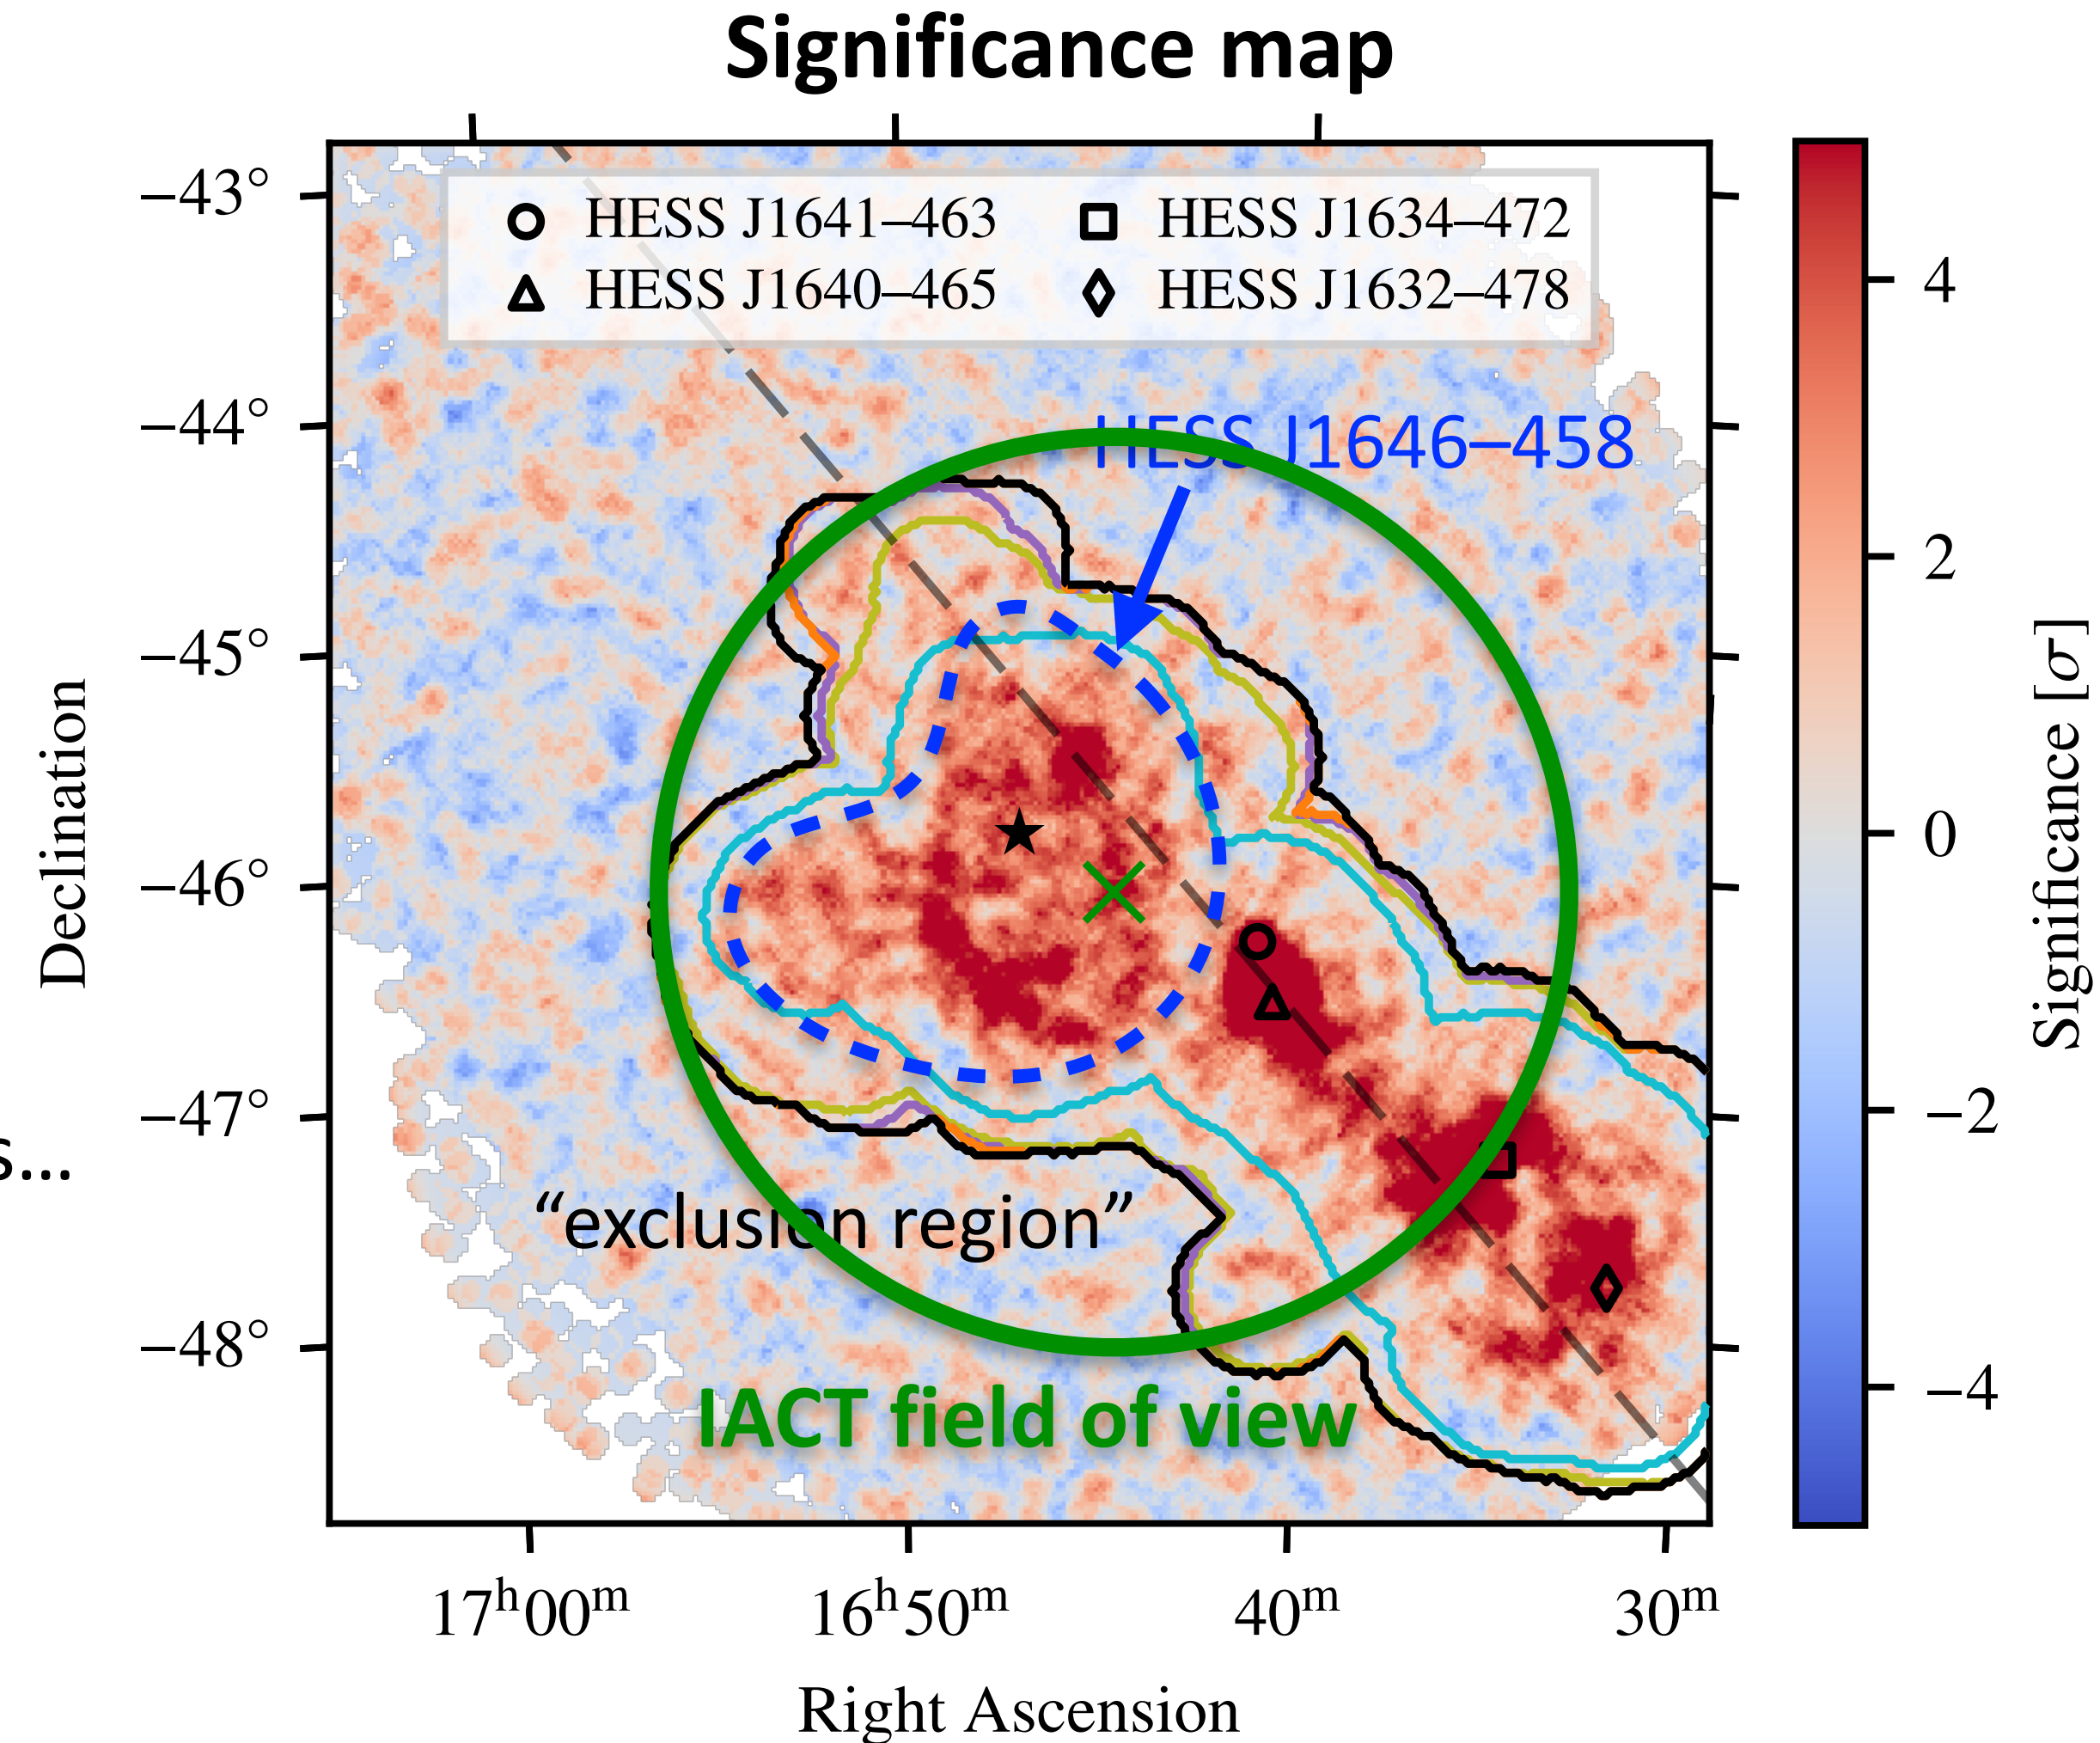 Significance map
HESS J1641–463
HESS J1634–472
HESS J1640–465
HESS J1632–478
HESS J1646–458
“exclusion region”
IACT field of view
−43°
−44°
−45°
−46°
−47°
−48°
Declination
s...
17ʰ00ᵐ
16ʰ50ᵐ
40ᵐ
30ᵐ
Right Ascension
4
2
0
−2
−4
Significance [σ]